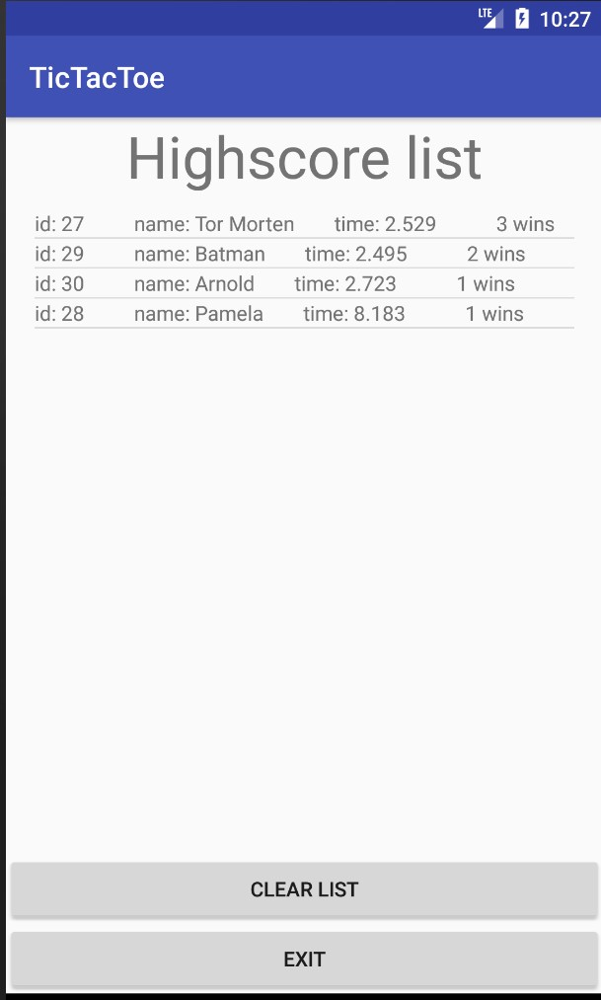 LTE 10:27
TicTacToe
Highscore list
id: 27 name: Tor Morten time: 2.529 3 wins
id: 29 name: Batman time: 2.495 2 wins
id: 30 name: Arnold time: 2.723 1 wins
id: 28 name: Pamela time: 8.183 1 wins
CLEAR LIST
EXIT